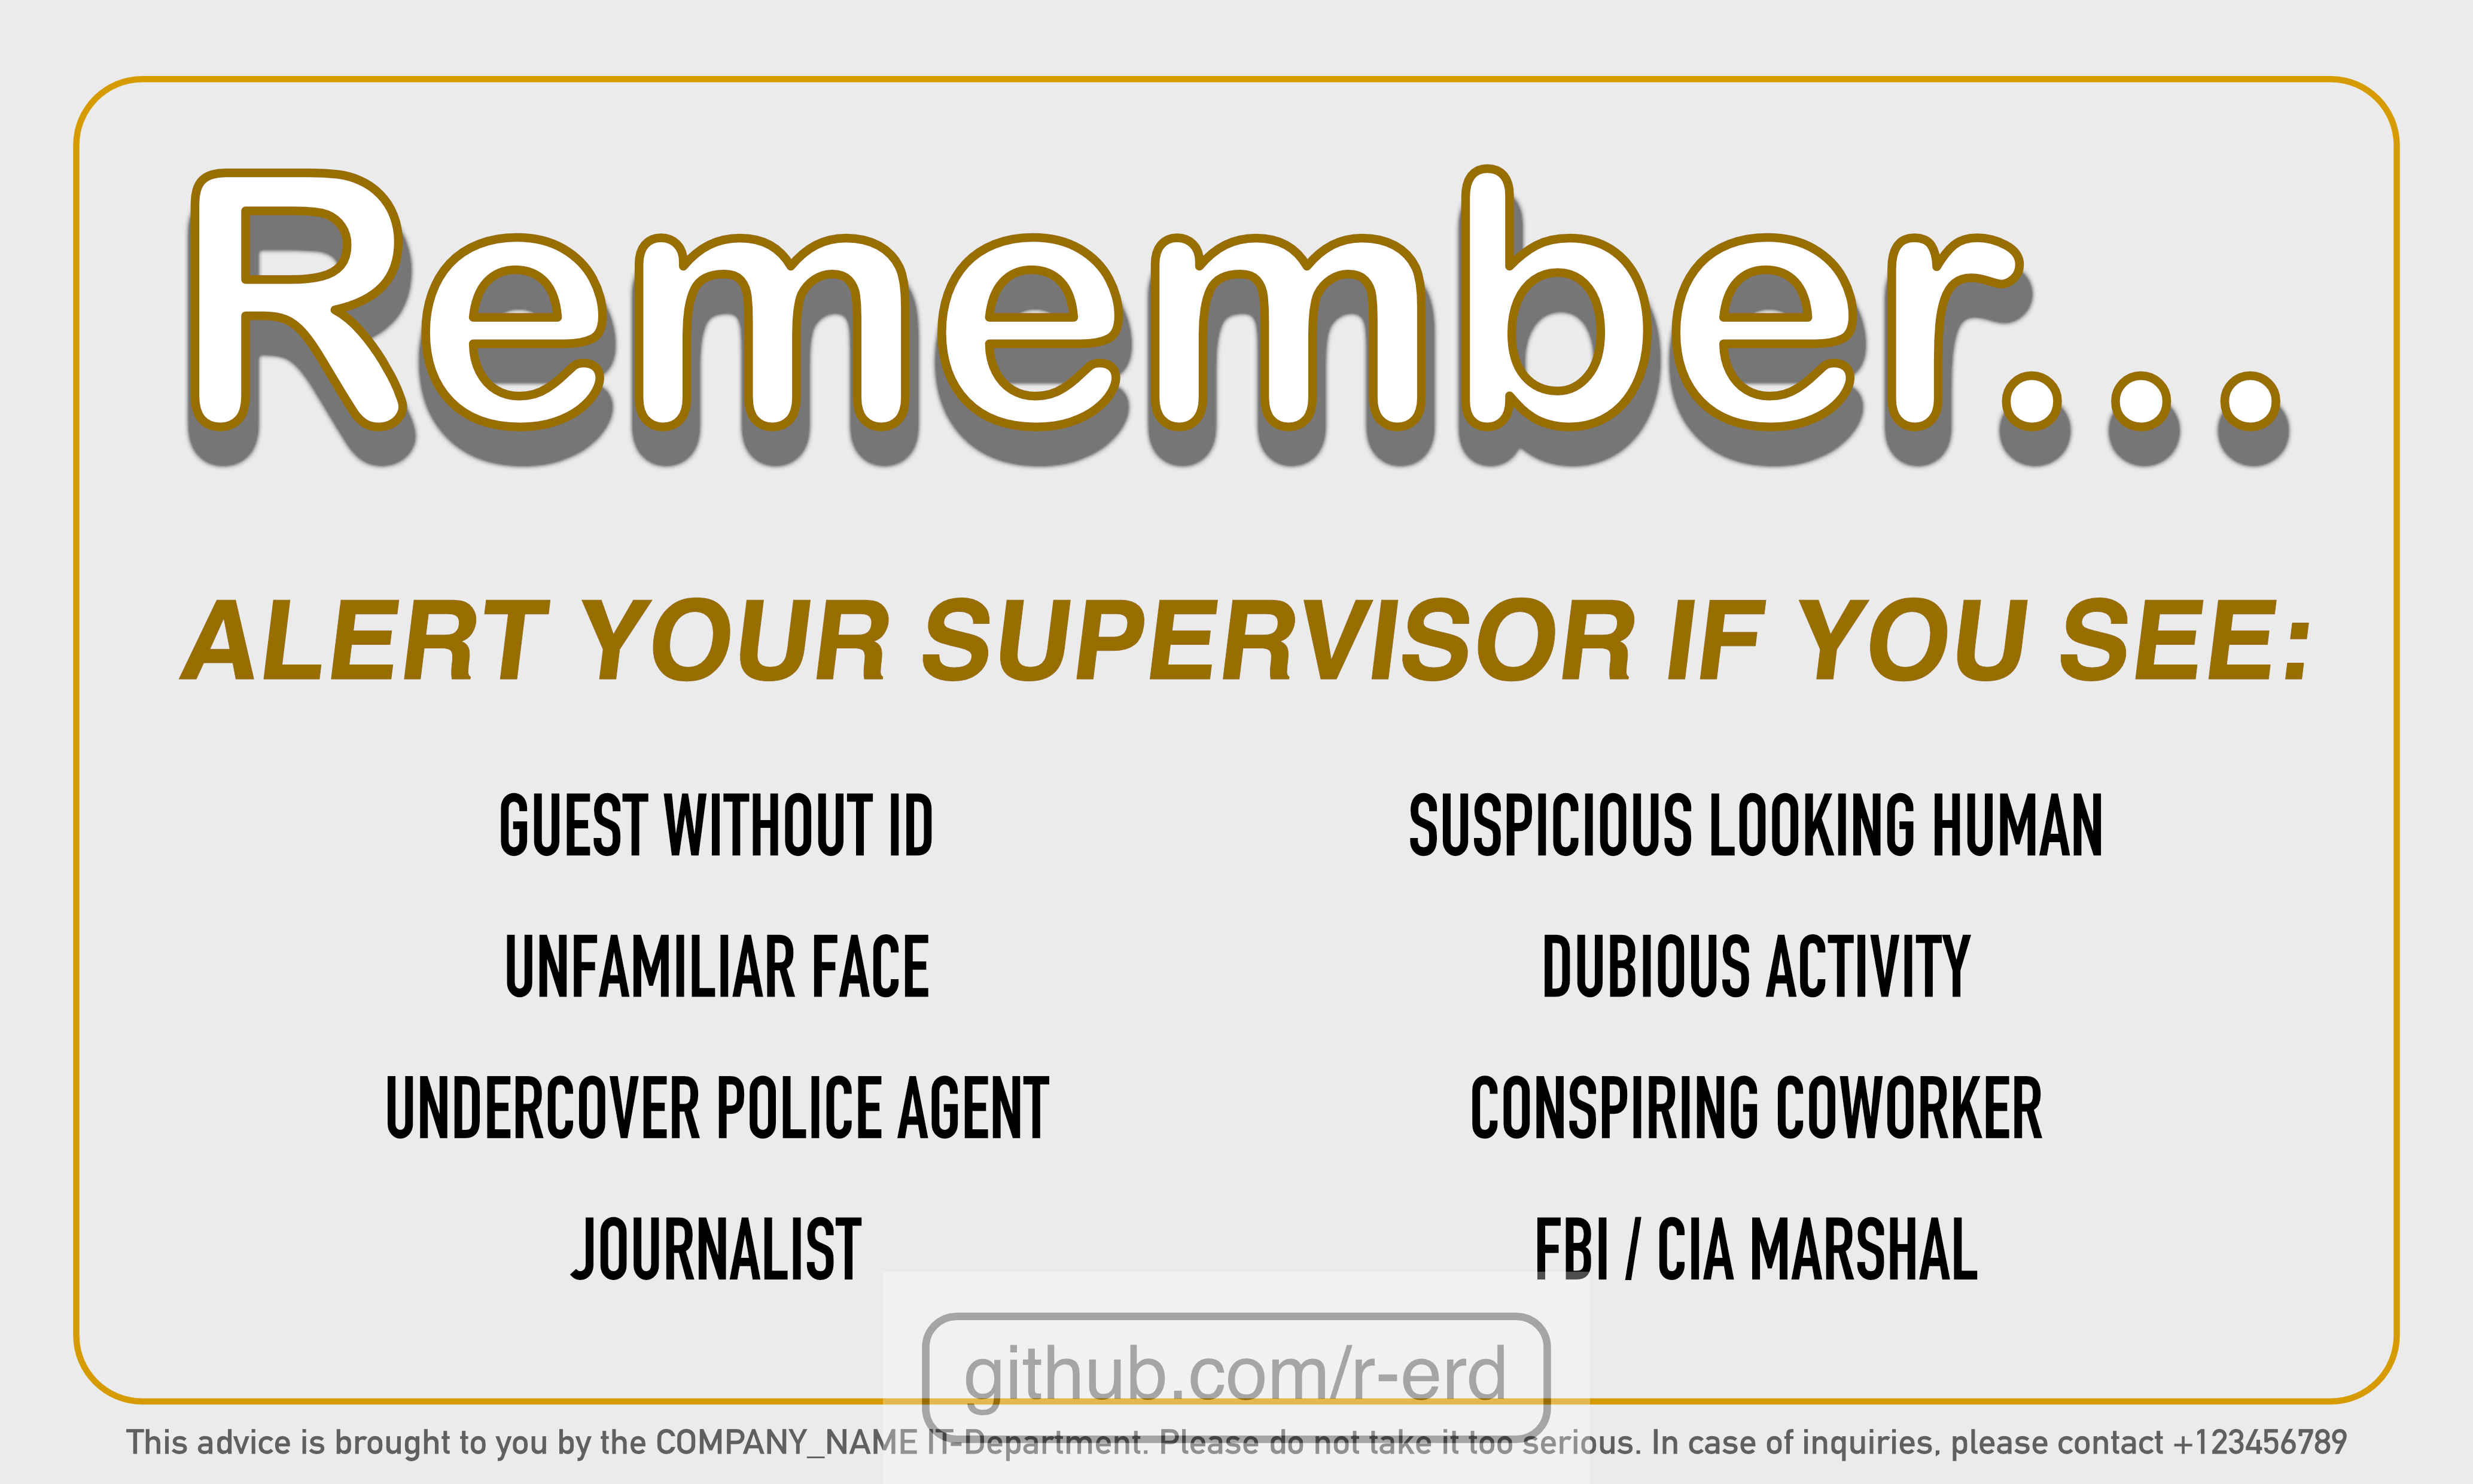 Remember...
ALERT YOUR SUPERVISOR IF YOU SEE:
GUEST WITHOUT ID
SUSPICIOUS LOOKING HUMAN
UNFAMILIAR FACE
DUBIOUS ACTIVITY
UNDERCOVER POLICE AGENT
CONSPIRING COWORKER
JOURNALIST
FBI / CIA MARSHAL
github.com/r-erd
This advice is brought to you by the COMPANY_NAME IT-Department. Please do not take it too serious. In case of inquiries, please contact +123456789